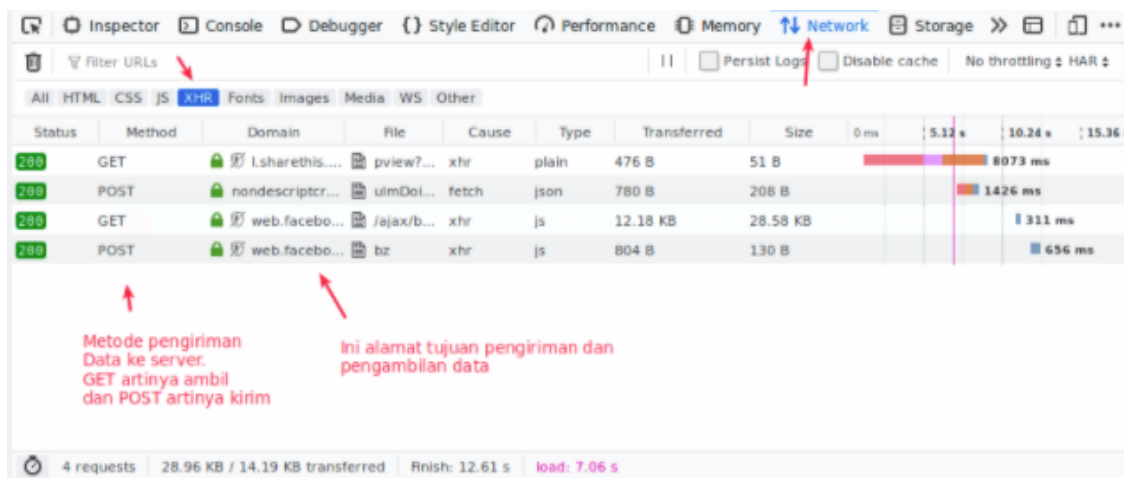 Inspector Console Debugger {} Style Editor Performance Memory Network Storage
Filter URLs Persist Logs Disable cache No throttling HAR
All HTML CSS JS XHR Fonts Images Media WS Other
Status Method Domain File Cause Type Transferred Size 0 ms 5.12 s 10.24 s 15.36
200 GET l.sharethis.... pview?... xhr plain 476 B 51 B 8073 ms
200 POST nondescriptcr... ulmDoi... fetch json 780 B 208 B 1426 ms
200 GET web.facebo... /ajax/b... xhr js 12.18 KB 28.58 KB 311 ms
200 POST web.facebo... bz xhr js 804 B 130 B 656 ms
Metode pengiriman
Data ke server.
GET artinya ambil
dan POST artinya kirim
Ini alamat tujuan pengiriman dan
pengambilan data
4 requests 28.96 KB / 14.19 KB transferred Finish: 12.61 s load: 7.06 s